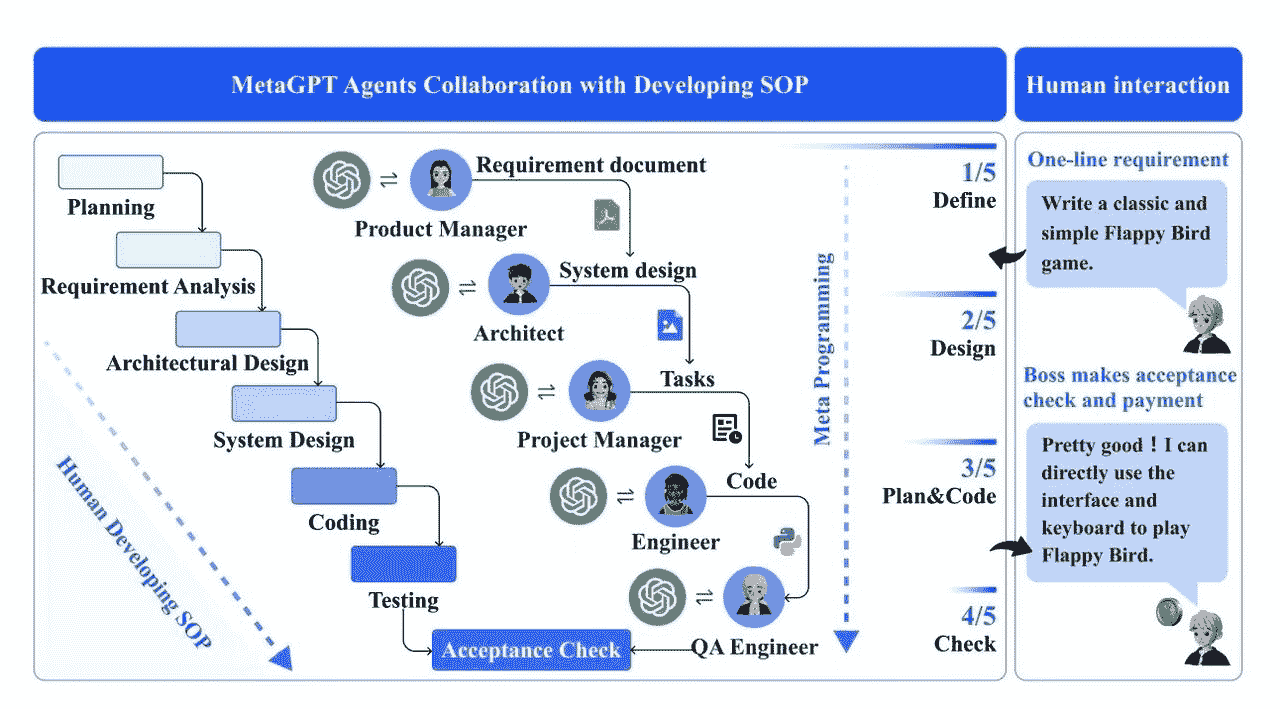 MetaGPT Agents Collaboration with Developing SOP
Human interaction
Planning
Requirement Analysis
Architectural Design
System Design
Coding
Testing
Acceptance Check
Human Developing SOP
Requirement document
Product Manager
System design
Architect
Tasks
Project Manager
Code
Engineer
QA Engineer
Meta Programming
1/5
Define
2/5
Design
3/5
Plan&Code
4/5
Check
One-line requirement
Write a classic and
simple Flappy Bird
game.
Boss makes acceptance
check and payment
Pretty good ! I can
directly use the
interface and
keyboard to play
Flappy Bird.